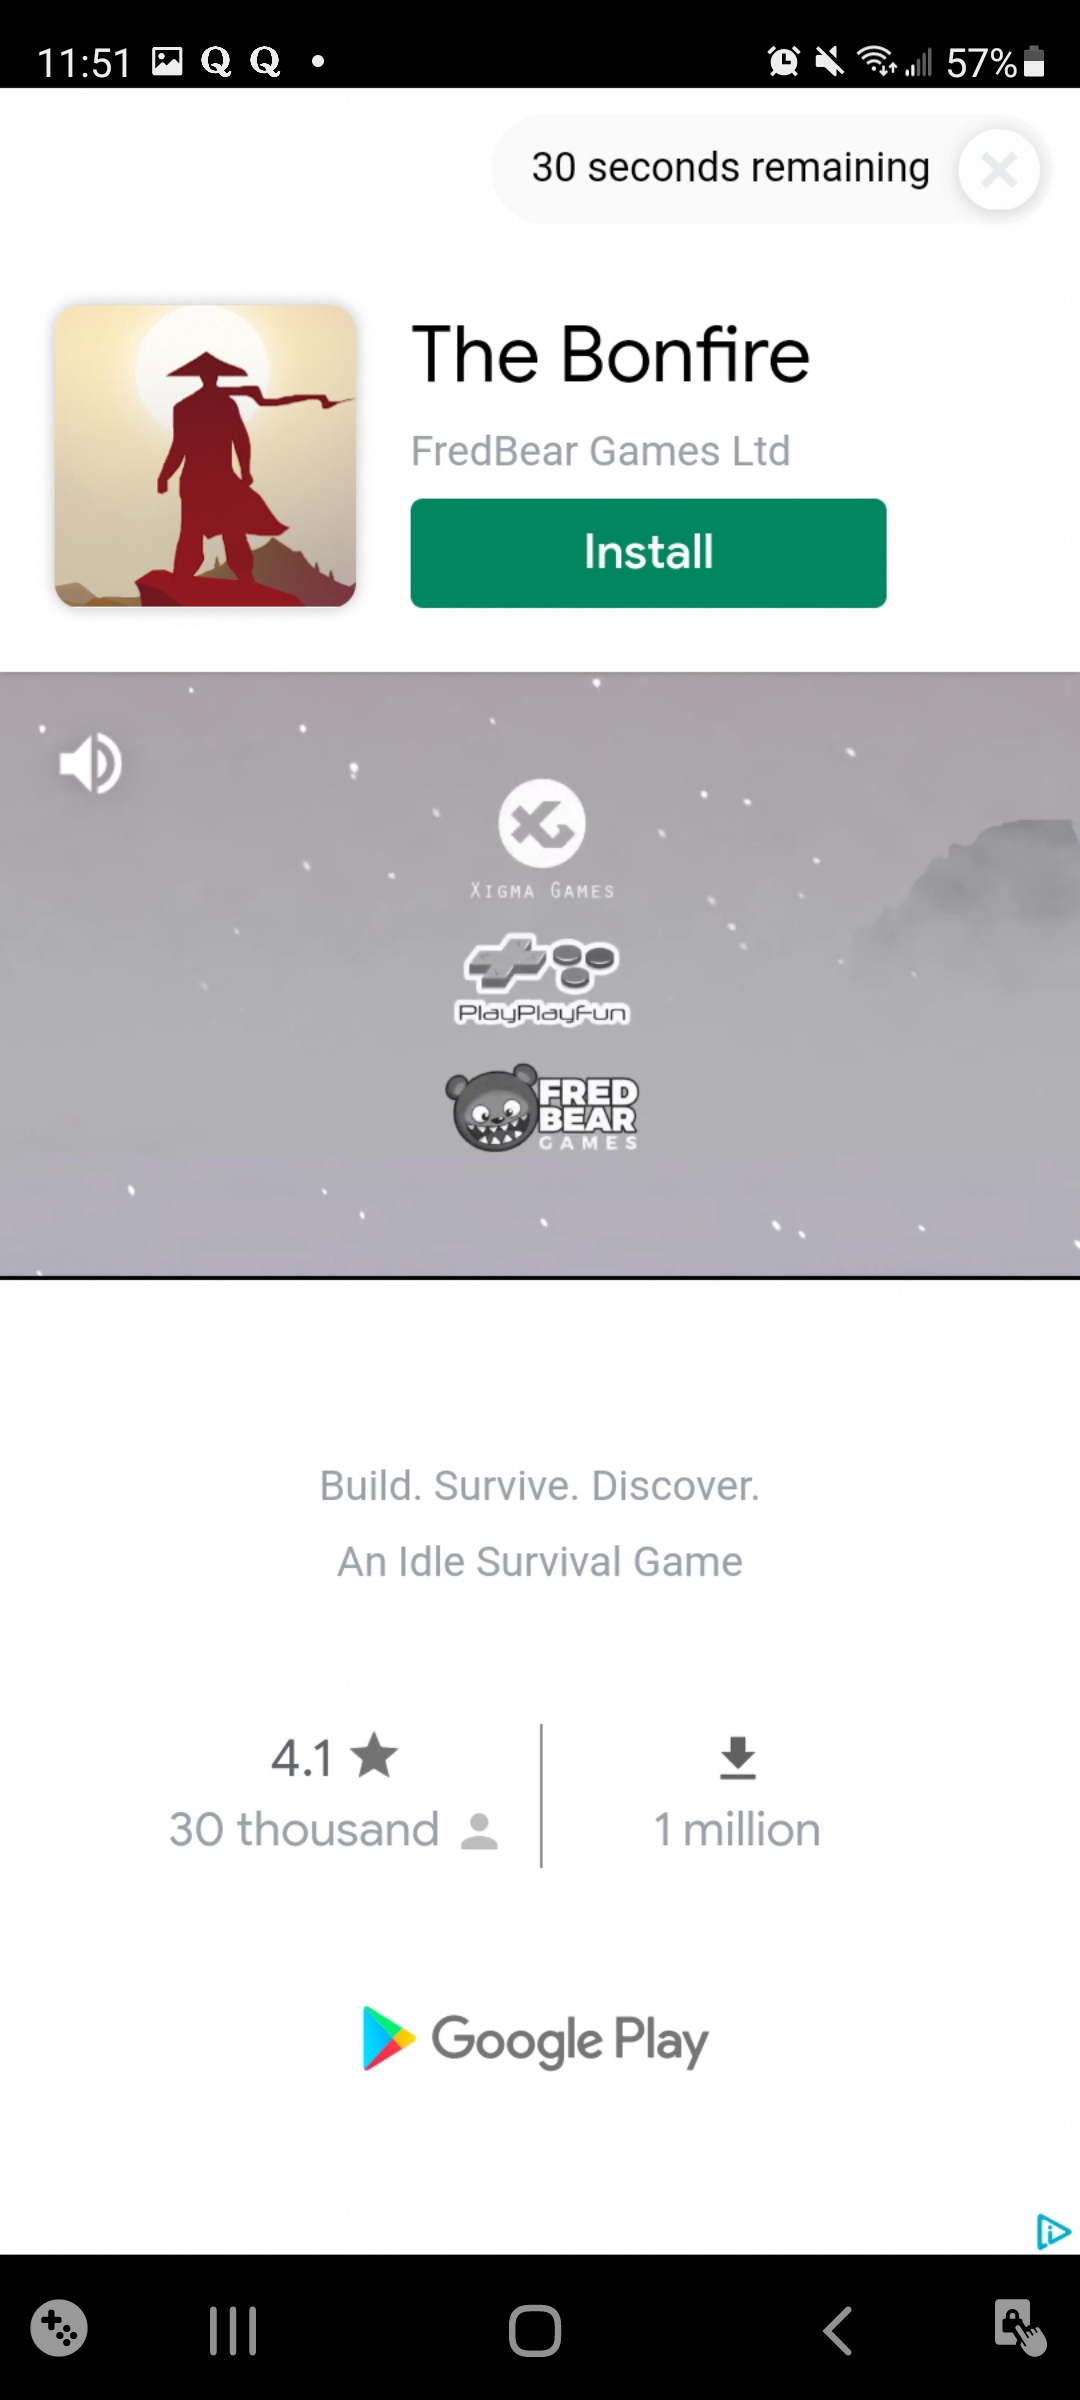 11:51
57%
30 seconds remaining
The Bonfire
FredBear Games Ltd
Install
XIGMA GAMES
PlayPlayFun
FRED
BEAR
GAMES
Build. Survive. Discover.
An Idle Survival Game
4.1
30 thousand
1 million
Google Play